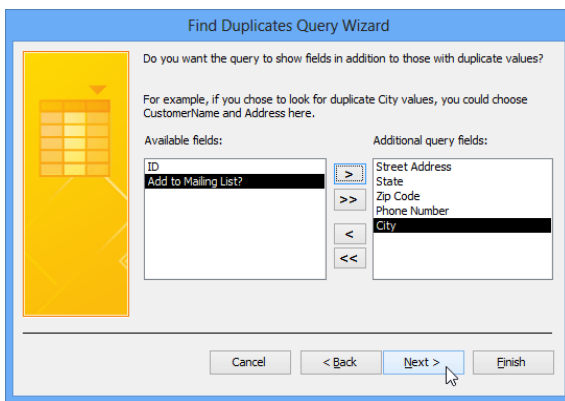 Find Duplicates Query Wizard
Do you want the query to show fields in addition to those with duplicate values?
For example, if you chose to look for duplicate City values, you could choose
CustomerName and Address here.
Available fields:
Additional query fields:
ID
Add to Mailing List?
>
>>
<
<<
Street Address
State
Zip Code
Phone Number
City
Cancel
< Back
Next >
Finish